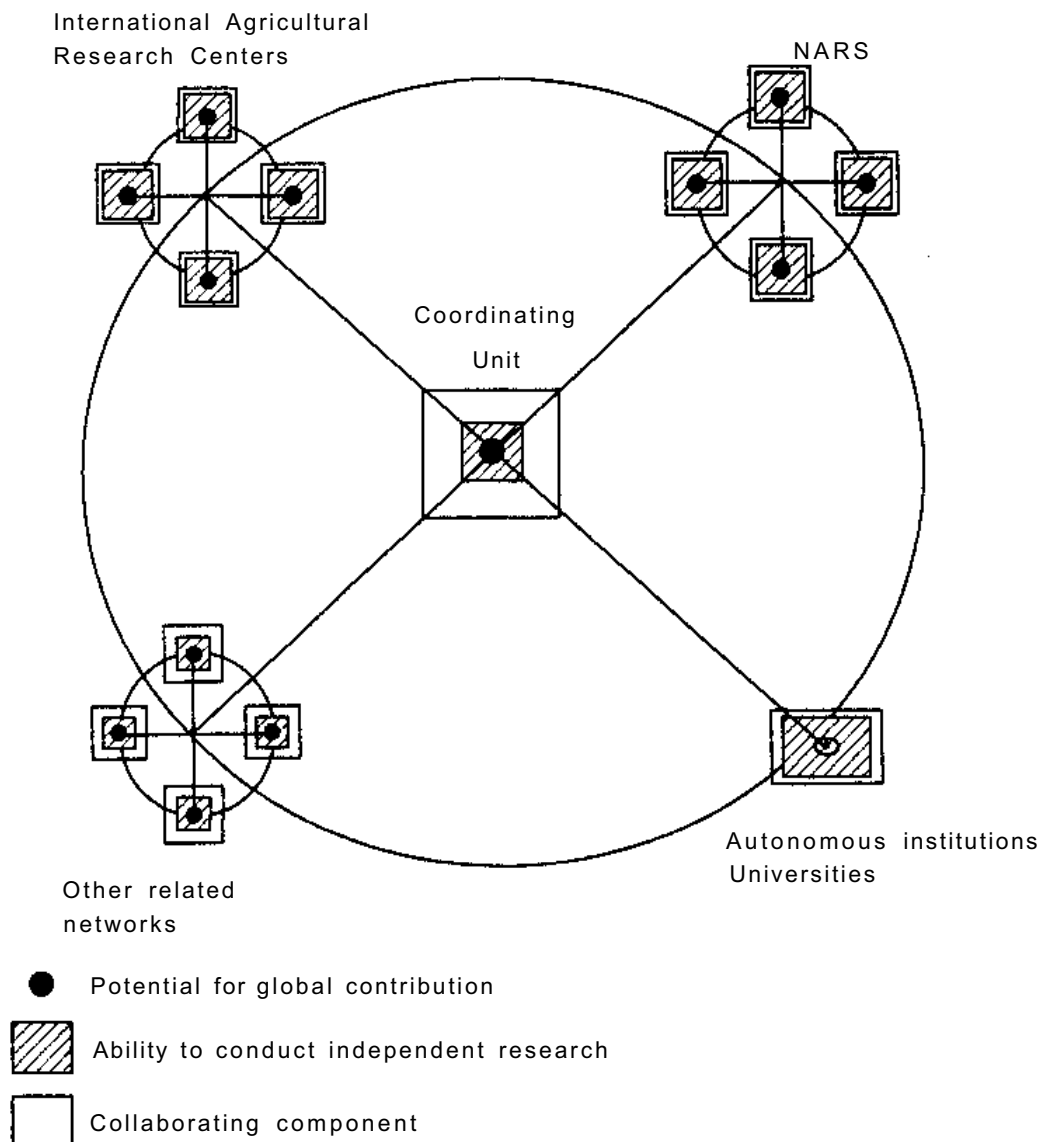 International Agricultural
Research Centers
NARS
Coordinating
Unit
Autonomous institutions
Universities
Other related
networks
Potential for global contribution
Ability to conduct independent research
Collaborating component